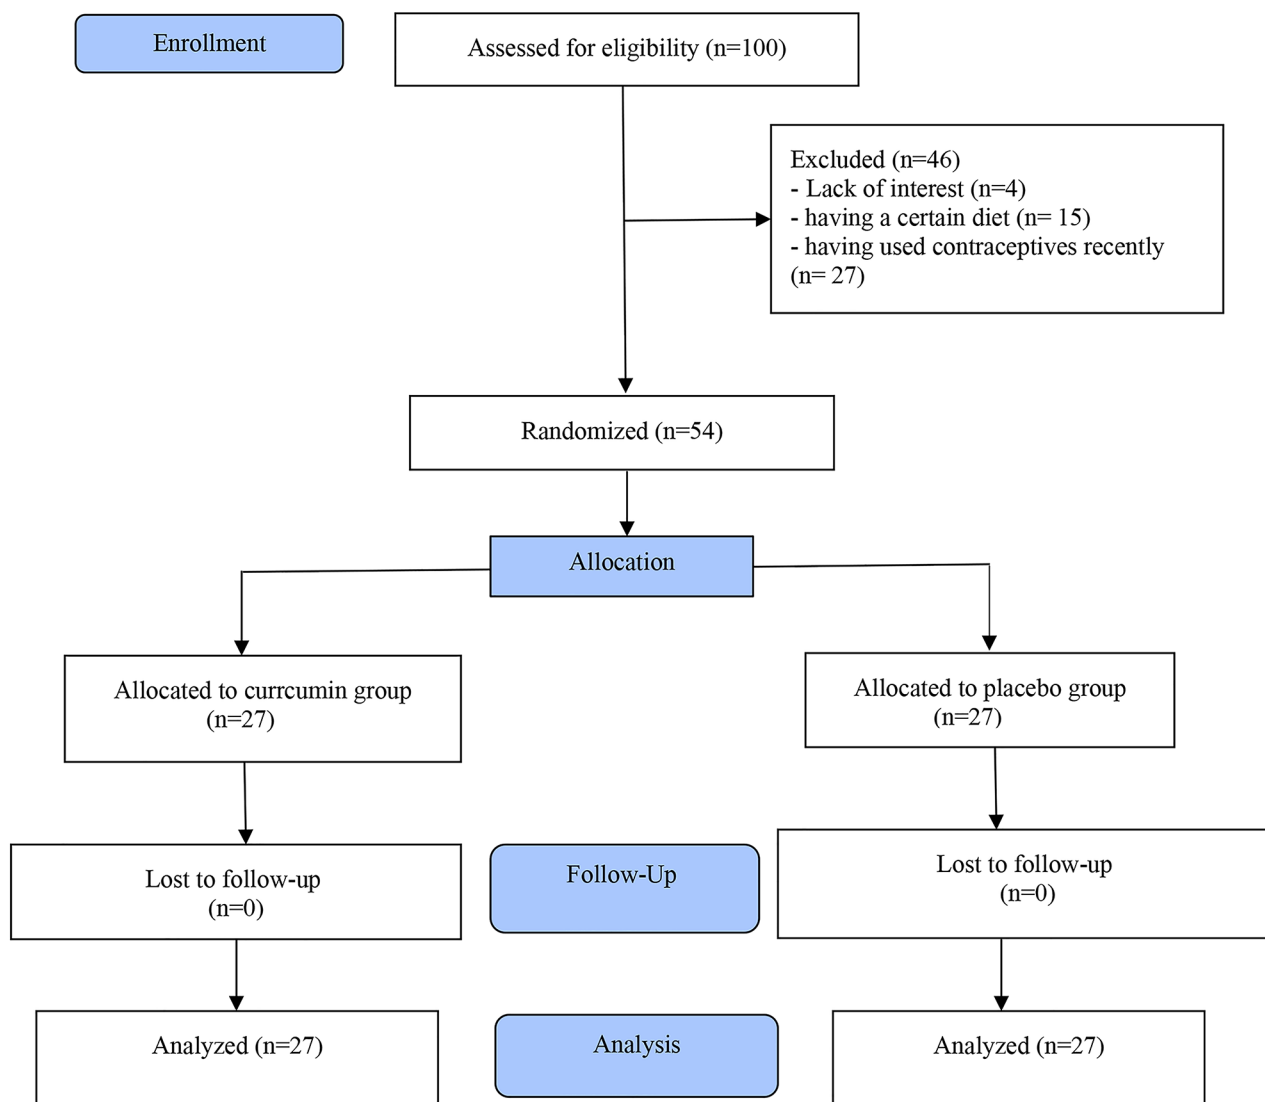 Enrollment
Assessed for eligibility (n=100)
Excluded (n=46)
- Lack of interest (n=4)
- having a certain diet (n= 15)
- having used contraceptives recently
(n= 27)
Randomized (n=54)
Allocation
Allocated to currcumin group
(n=27)
Allocated to placebo group
(n=27)
Lost to follow-up
(n=0)
Follow-Up
Lost to follow-up
(n=0)
Analyzed (n=27)
Analysis
Analyzed (n=27)